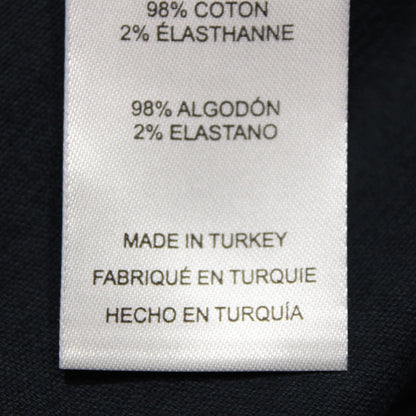 98% COTON
2% ÉLASTHANNE
98% ALGODÓN
2% ELASTANO
MADE IN TURKEY
FABRIQUÉ EN TURQUIE
HECHO EN TURQUÍA